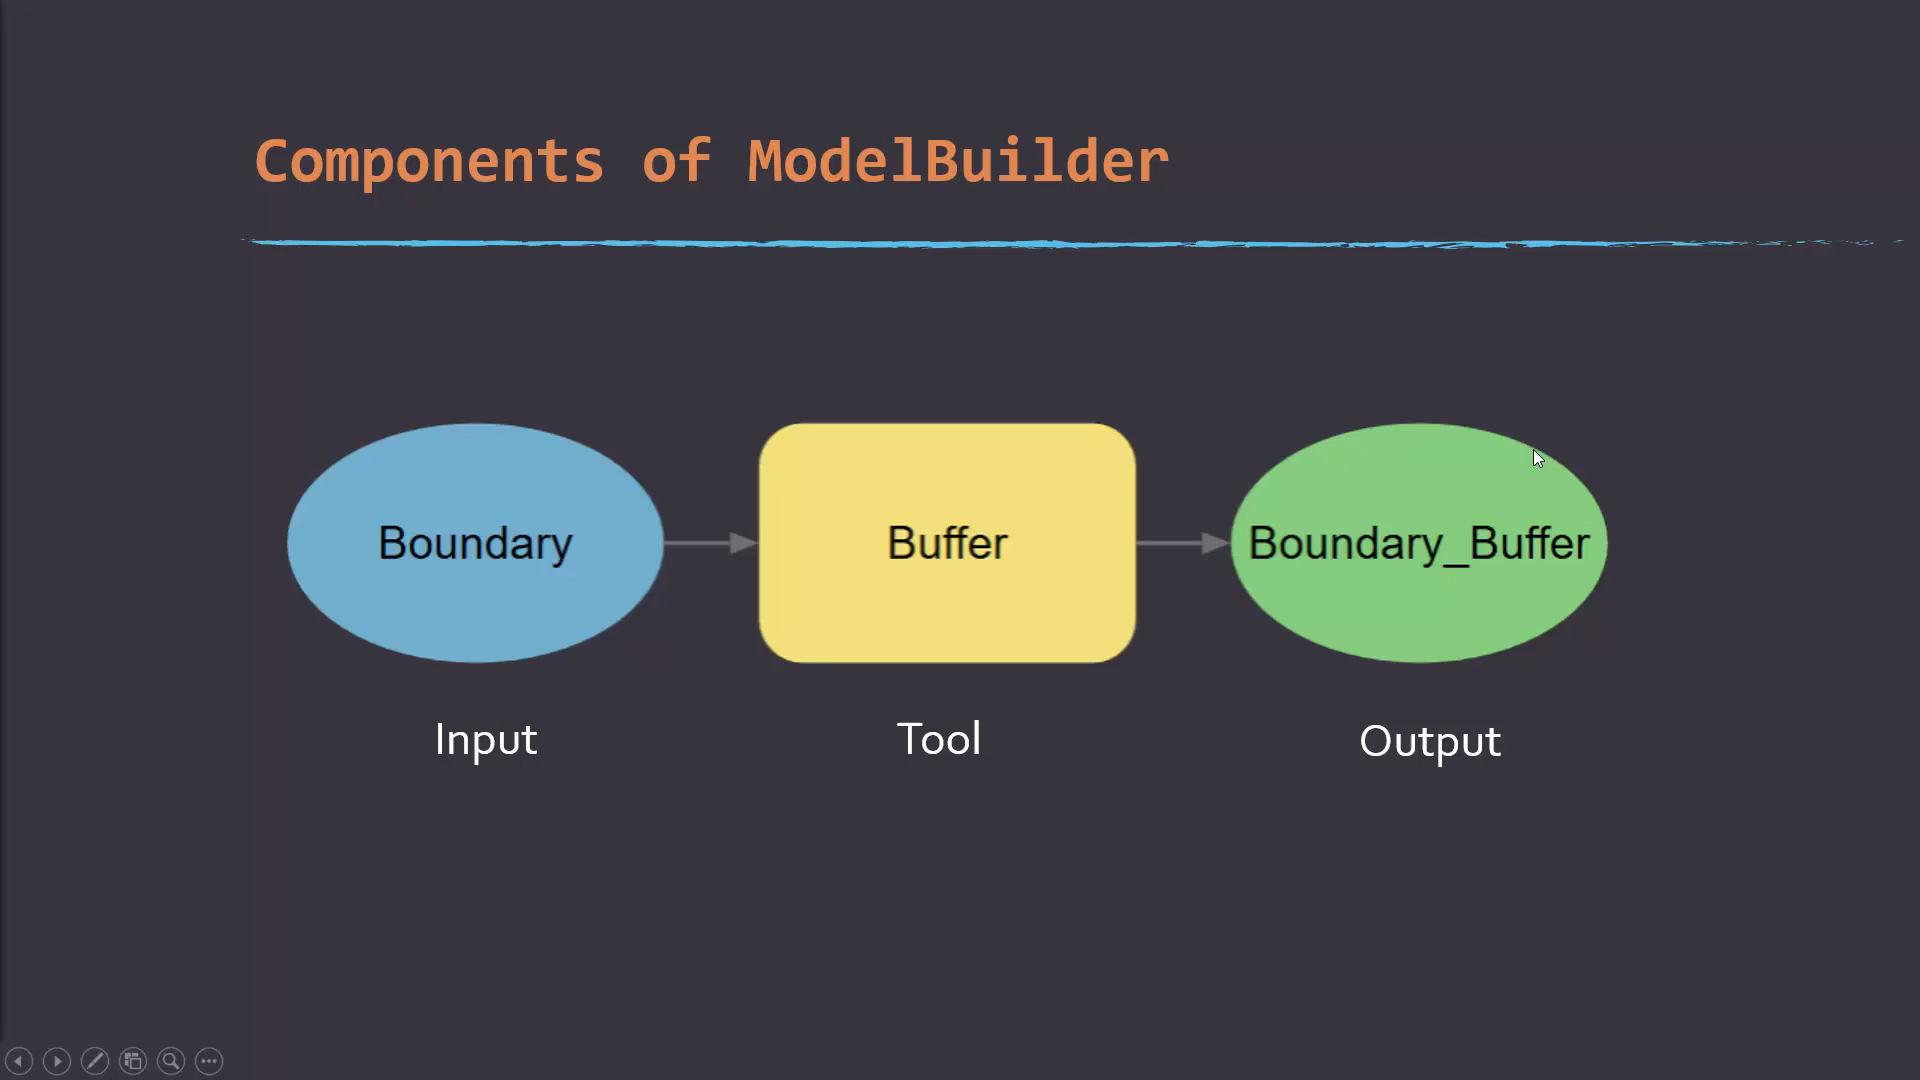 Components of ModelBuilder
Boundary
Buffer
Boundary_Buffer
Input
Tool
Output